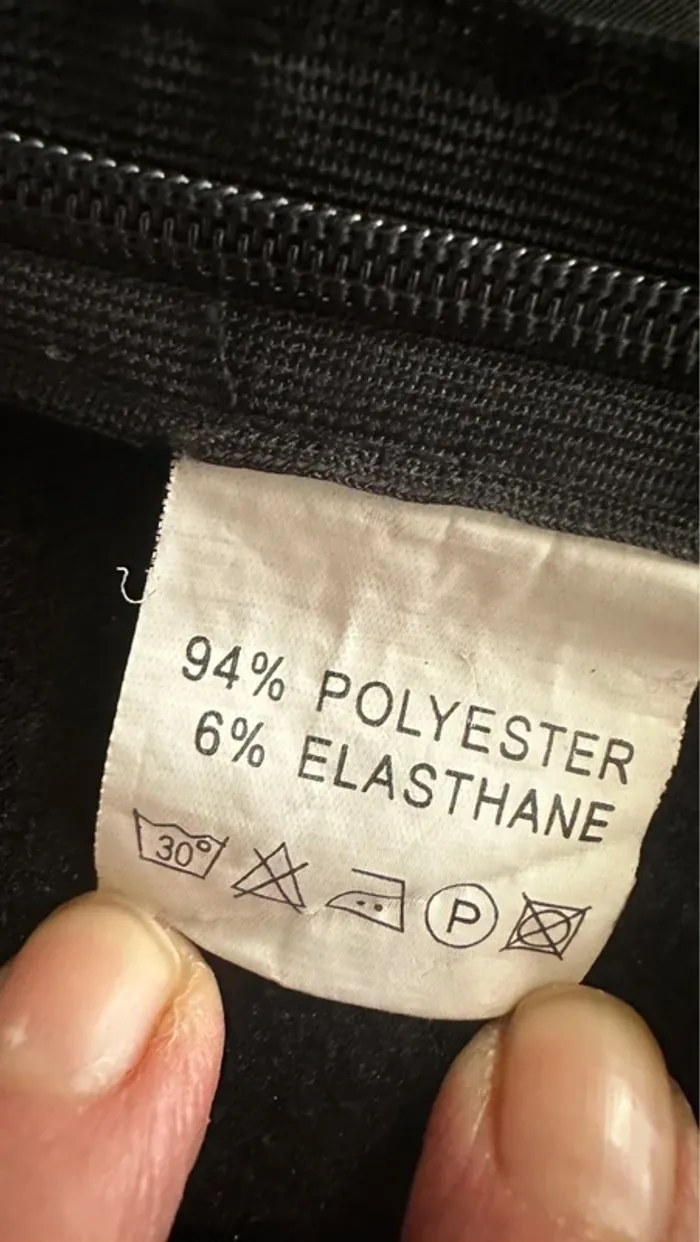 94% POLYESTER
6% ELASTHANE
30° P